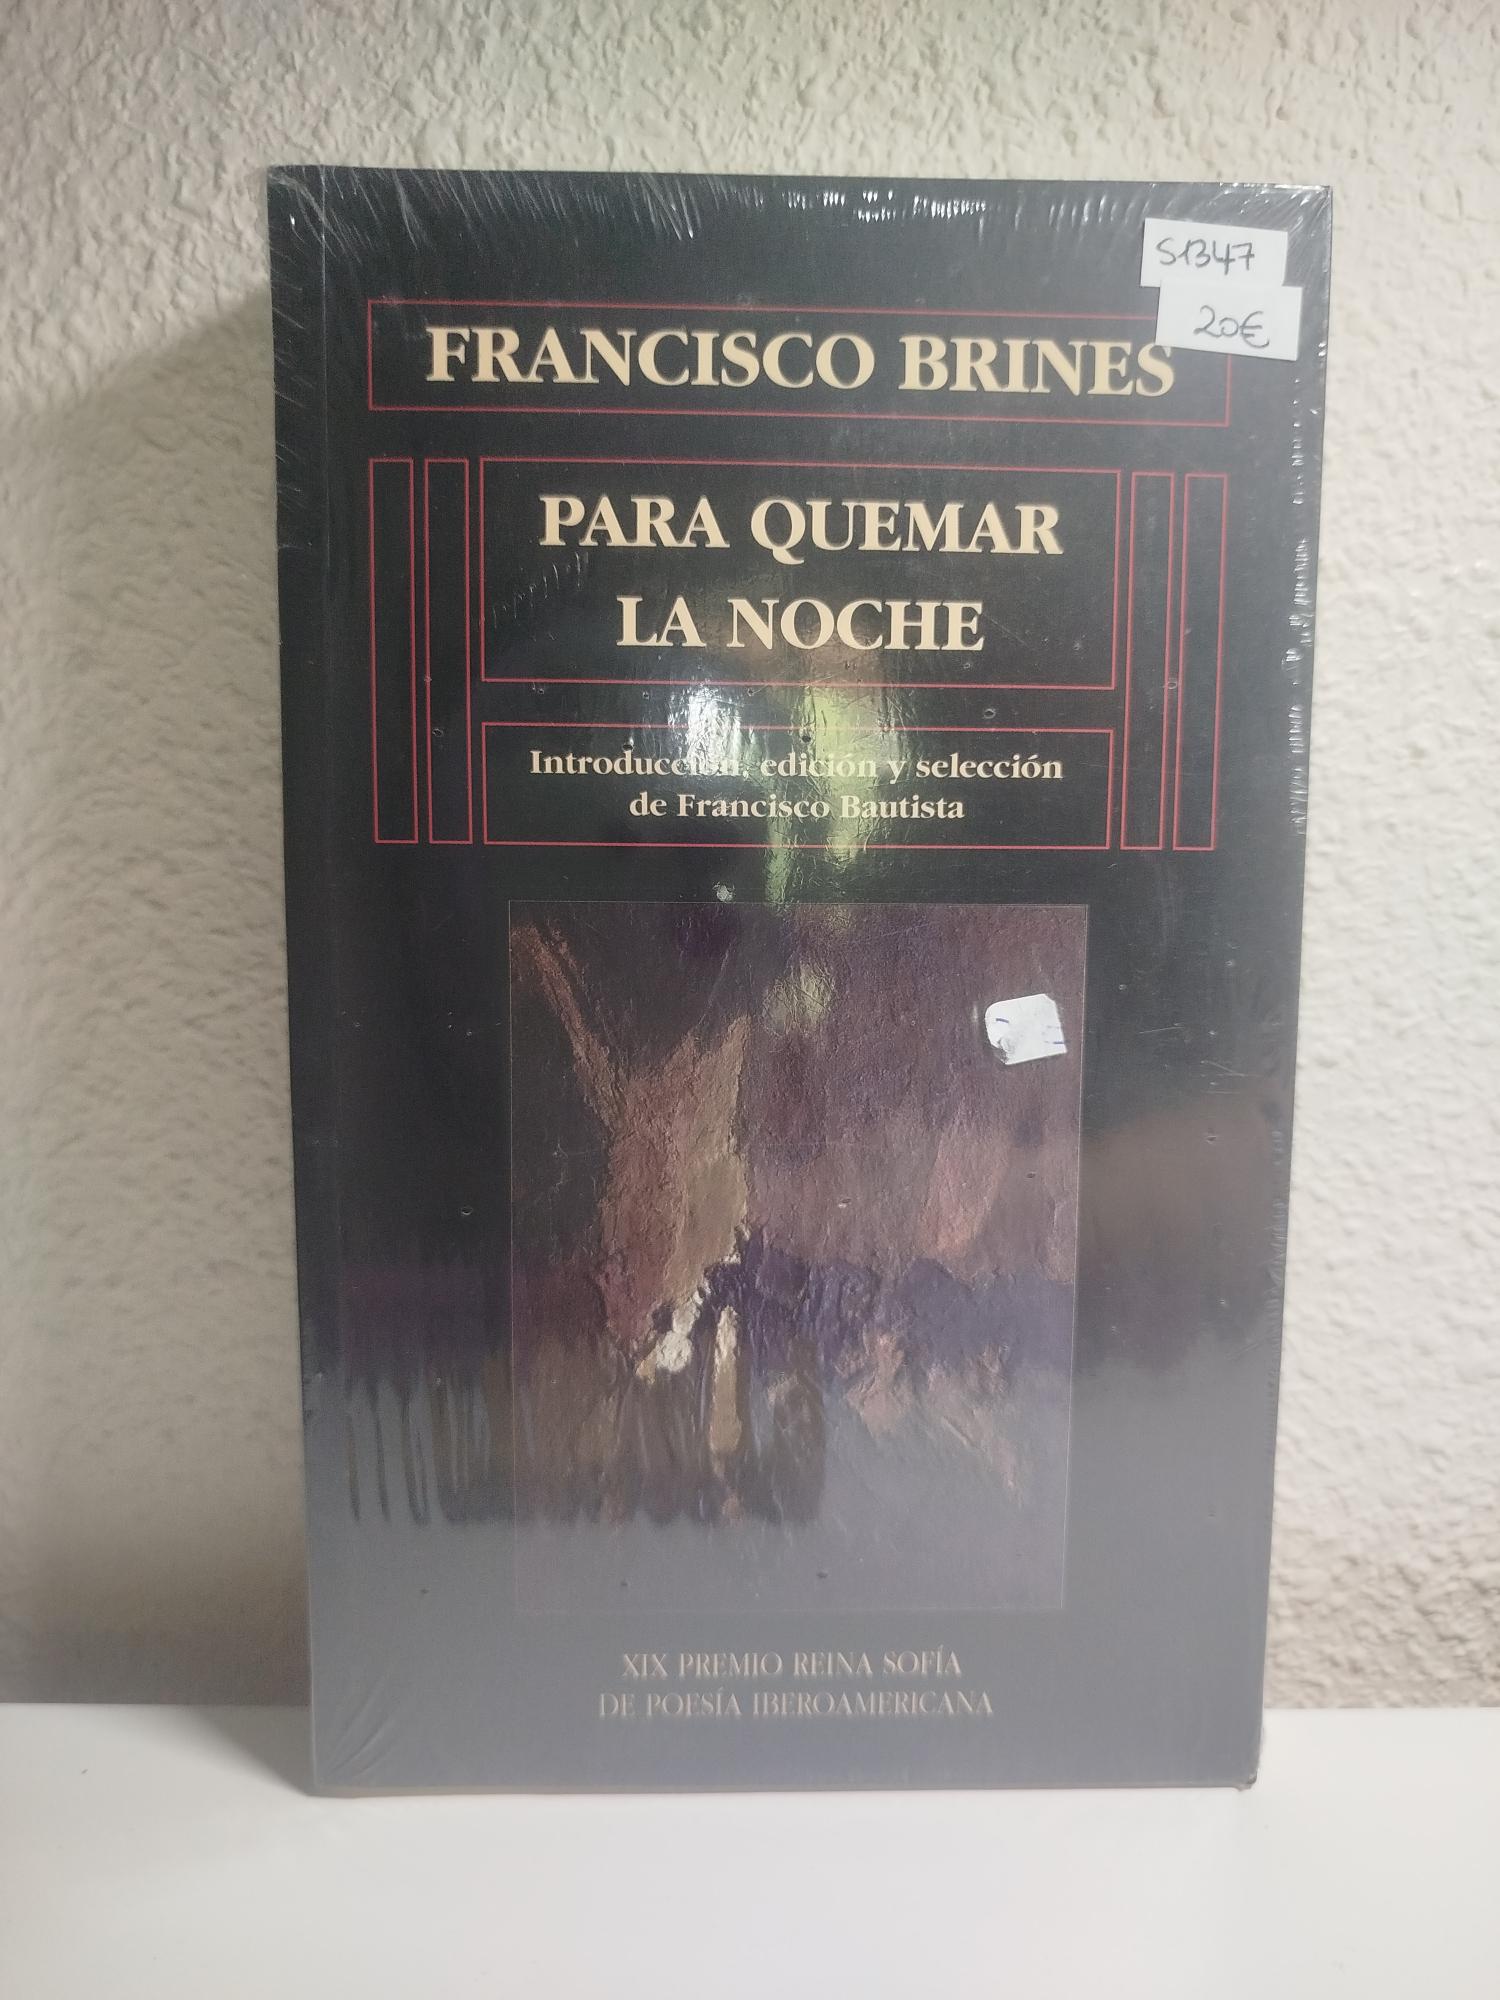 S1347
20€
FRANCISCO BRINES
PARA QUEMAR
LA NOCHE
Introducción, edición y selección
de Francisco Bautista
XIX PREMIO REINA SOFÍA
DE POESÍA IBEROAMERICANA